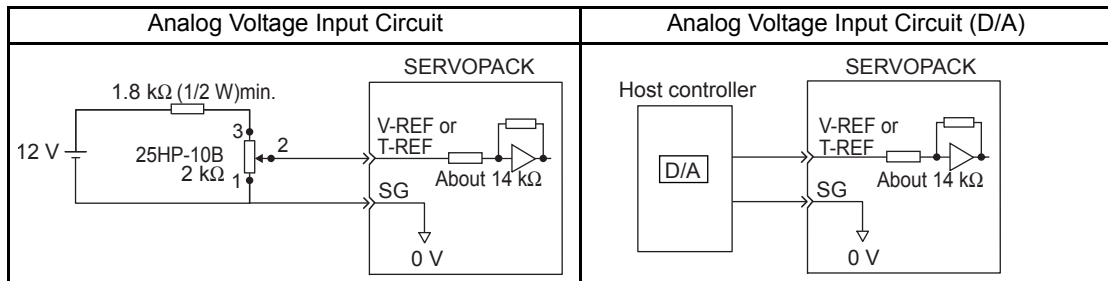 Analog Voltage Input Circuit
SERVOPACK
1.8 kΩ (1/2 W)min.
3
2
V-REF or
T-REF
12 V
25HP-10B
2 kΩ
1
About 14 kΩ
SG
0 V
Analog Voltage Input Circuit (D/A)
SERVOPACK
Host controller
V-REF or
T-REF
D/A
About 14 kΩ
SG
0 V